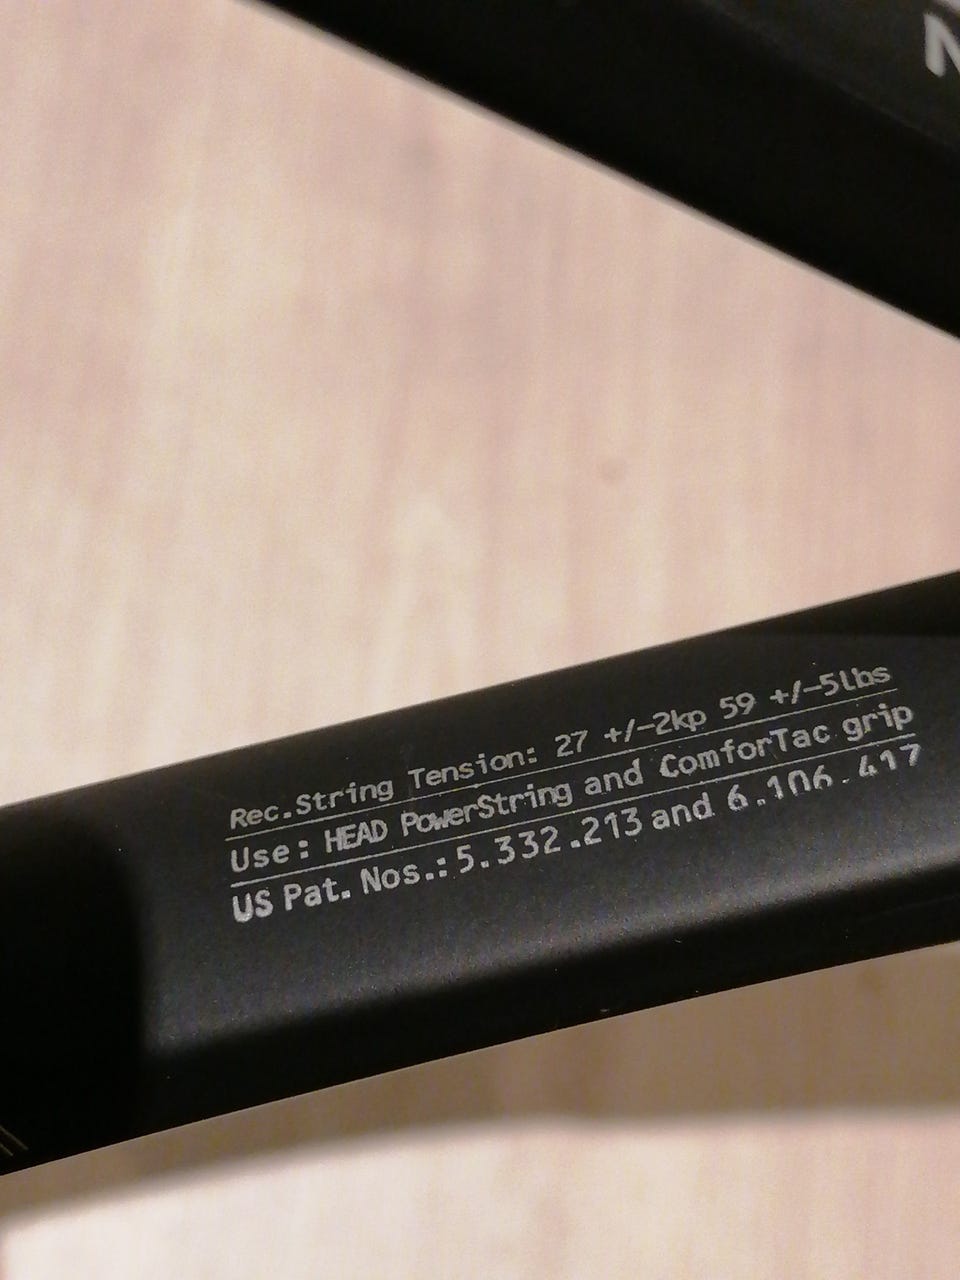 N
Rec.String Tension: 27 +/-2kp 59 +/-5lbs
Use: HEAD PowerString and ComforTac grip
US Pat. Nos.: 5.332.213 and 6.106.417